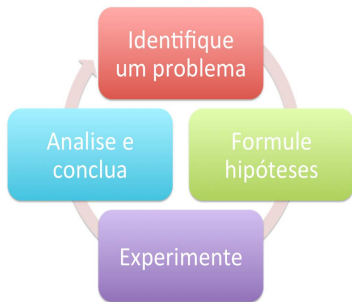 Identifique
um problema
Formule
hipóteses
Experimente
Analise e
conclua